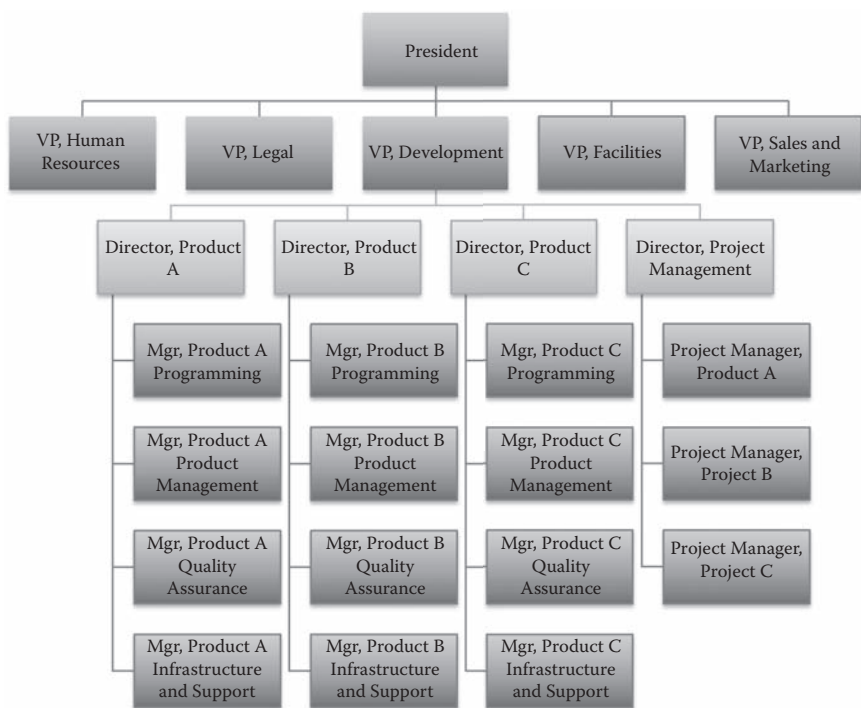 President
VP, Human
Resources
VP, Legal
VP, Development
VP, Facilities
VP, Sales and
Marketing
Director, Product
A
Director, Product
B
Director, Product
C
Director, Project
Management
Mgr, Product A
Programming
Mgr, Product B
Programming
Mgr, Product C
Programming
Project Manager,
Product A
Mgr, Product A
Product
Management
Mgr, Product B
Product
Management
Mgr, Product C
Product
Management
Project Manager,
Project B
Mgr, Product A
Quality
Assurance
Mgr, Product B
Quality
Assurance
Mgr, Product C
Quality
Assurance
Project Manager,
Project C
Mgr, Product A
Infrastructure
and Support
Mgr, Product B
Infrastructure
and Support
Mgr, Product C
Infrastructure
and Support